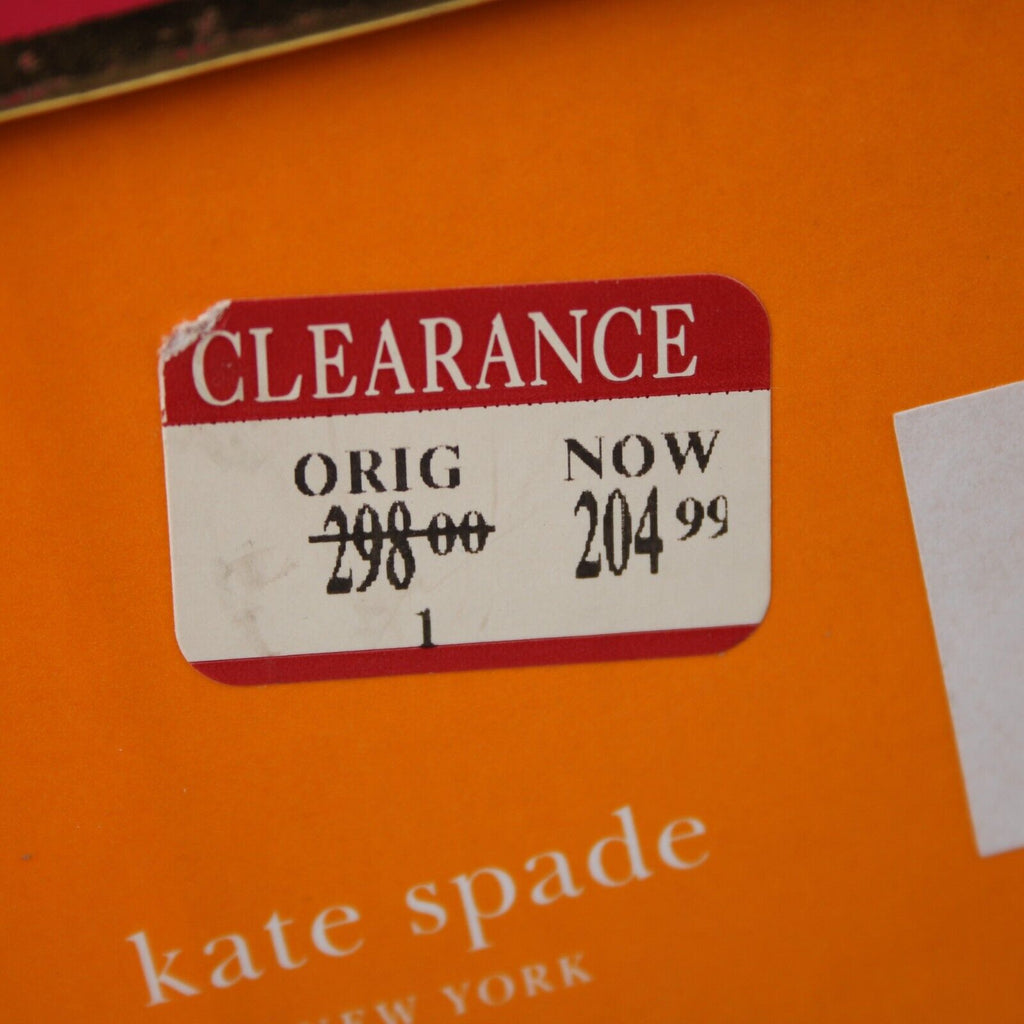 CLEARANCE
ORIG NOW
298 00 204 99
1
kate spade
NEW YORK